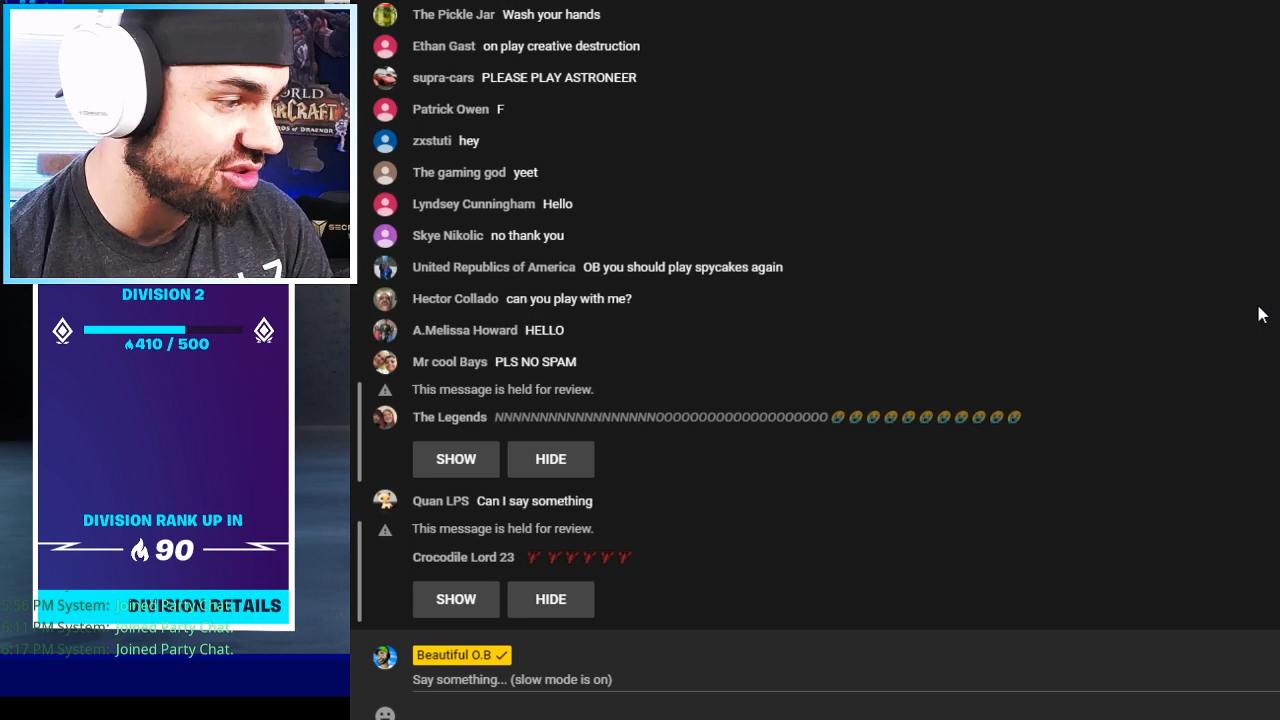 The Pickle Jar Wash your hands
Ethan Gast on play creative destruction
supra-cars PLEASE PLAY ASTRONEER
Patrick Owen F
zxstuti hey
The gaming god yeet
Lyndsey Cunningham Hello
Skye Nikolic no thank you
United Republics of America OB you should play spycakes again
Hector Collado can you play with me?
A.Melissa Howard HELLO
Mr cool Bays PLS NO SPAM
This message is held for review.
The Legends NNNNNNNNNNNNNNNNNNOOOOOOOOOOOOOOOOOOOO
SHOW HIDE
Quan LPS Can I say something
This message is held for review.
Crocodile Lord 23
SHOW HIDE
Beautiful O.B
Say something... (slow mode is on)
DIVISION 2
410 / 500
DIVISION RANK UP IN
90
DIVISION DETAILS
5:56 PM System: Joined Party Chat.
6:11 PM System: Joined Party Chat.
6:17 PM System: Joined Party Chat.